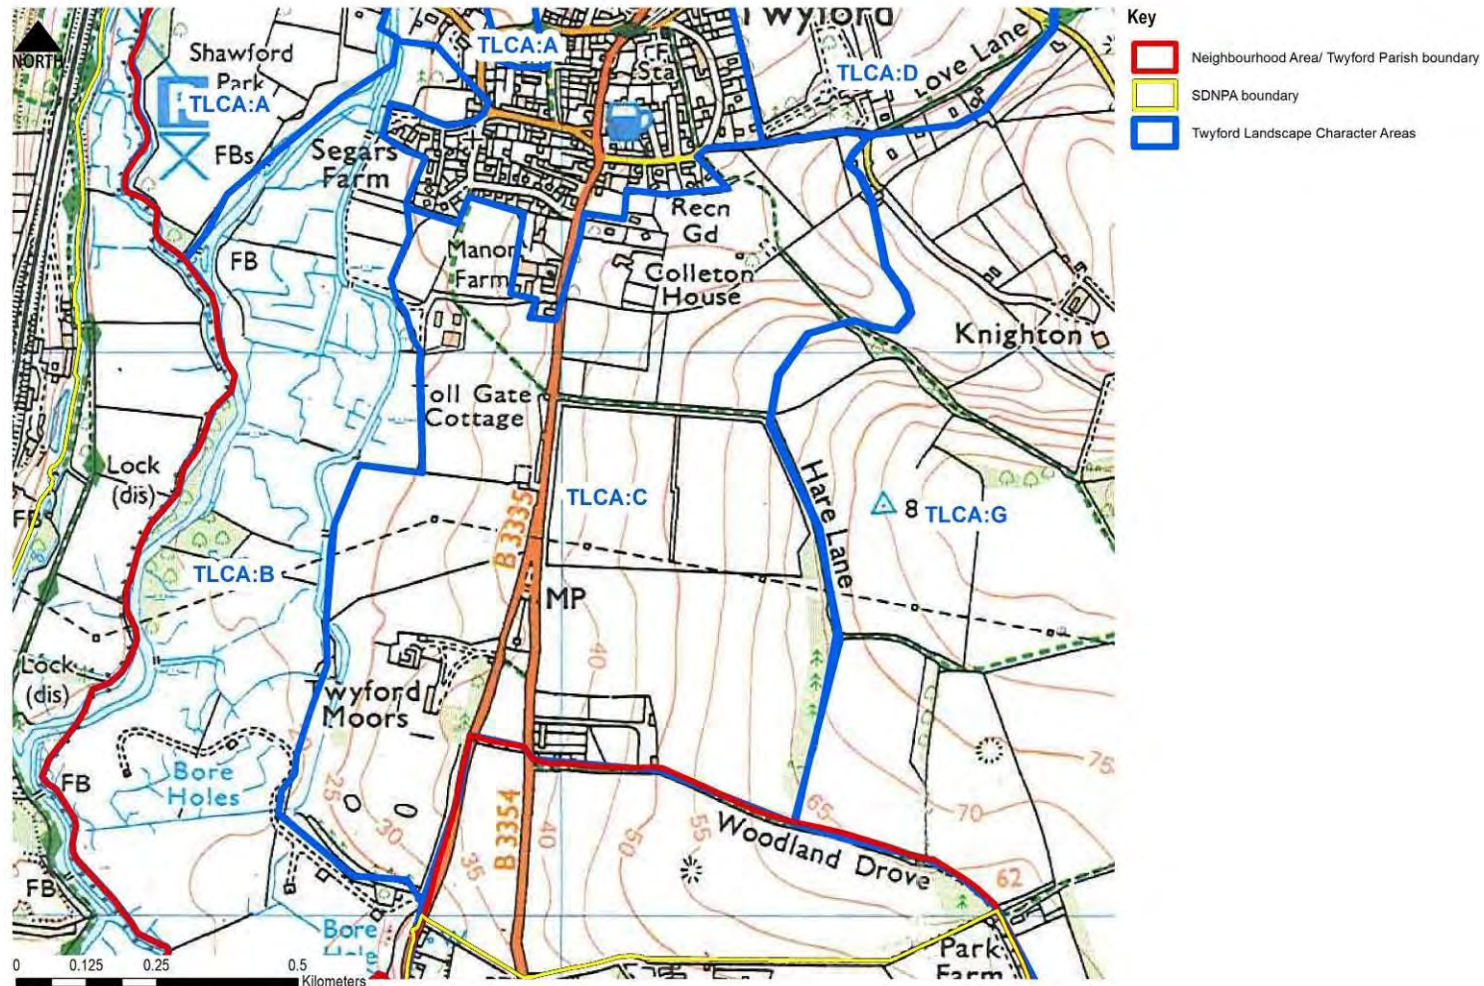 Twyford
NORTH
Shawford
Park
TLCA:A
TLCA:A
Sta
TLCA:D
Love Lane
FBs
Segars
Farm
Recn
Gd
FB
Manor
Farm
Colleton
House
Knighton
Toll Gate
Cottage
Lock
(dis)
FB
Hare Lane
TLCA:C
8
TLCA:G
B 3335
TLCA:B
MP
40
Lock
(dis)
Twyford
Moors
75
FB
Bore
Holes
25
30
35
B 3354
40
50
55
65
70
Woodland Drove
62
FB
Bore
Park
Farm
0 0.125 0.25 0.5
Kilometers
Key
Neighbourhood Area/ Twyford Parish boundary
SDNPA boundary
Twyford Landscape Character Areas